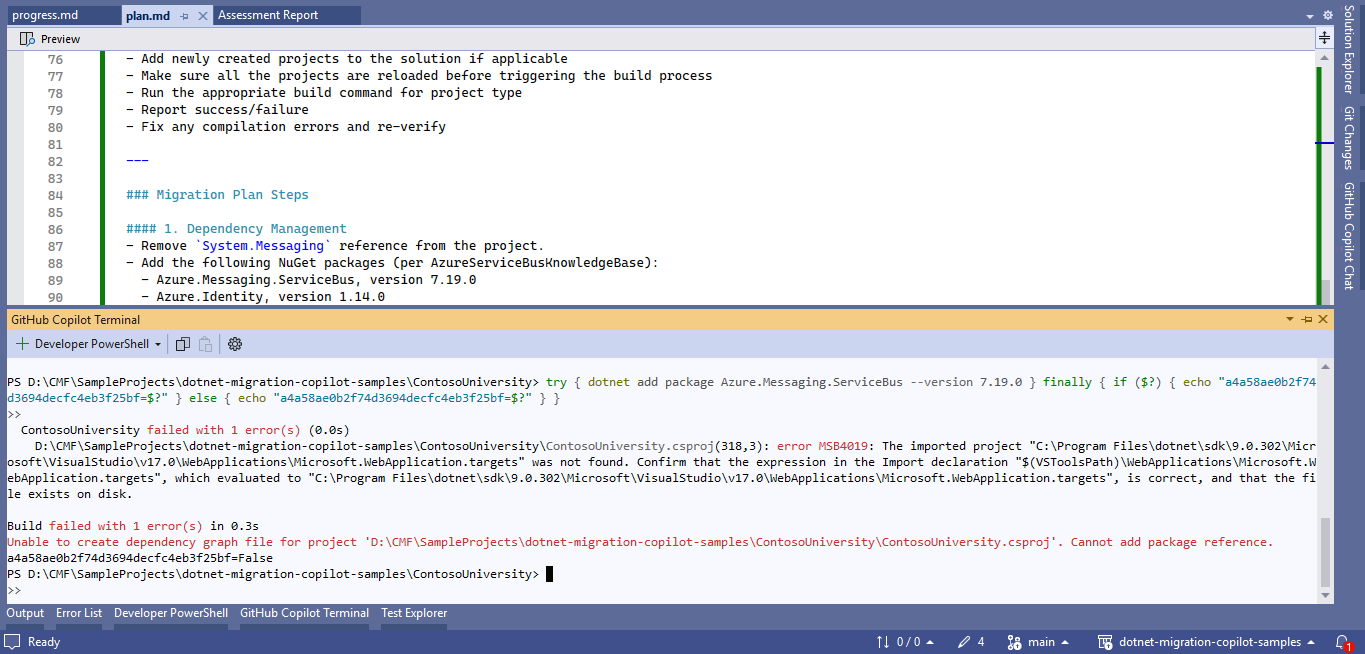 progress.md
plan.md
Assessment Report
Preview
76 - Add newly created projects to the solution if applicable
77 - Make sure all the projects are reloaded before triggering the build process
78 - Run the appropriate build command for project type
79 - Report success/failure
80 - Fix any compilation errors and re-verify
81
82 ---
83
84 ### Migration Plan Steps
85
86 #### 1. Dependency Management
87 - Remove `System.Messaging` reference from the project.
88 - Add the following NuGet packages (per AzureServiceBusKnowledgeBase):
89 - Azure.Messaging.ServiceBus, version 7.19.0
90 - Azure.Identity, version 1.14.0
Solution Explorer
Git Changes
GitHub Copilot Chat
GitHub Copilot Terminal
Developer PowerShell
PS D:\CMF\SampleProjects\dotnet-migration-copilot-samples\ContosoUniversity> try { dotnet add package Azure.Messaging.ServiceBus --version 7.19.0 } finally { if ($?) { echo "a4a58ae0b2f74
d3694decfc4eb3f25bf=$?" } else { echo "a4a58ae0b2f74d3694decfc4eb3f25bf=$?" } }
>>
ContosoUniversity failed with 1 error(s) (0.0s)
D:\CMF\SampleProjects\dotnet-migration-copilot-samples\ContosoUniversity\ContosoUniversity.csproj(318,3): error MSB4019: The imported project "C:\Program Files\dotnet\sdk\9.0.302\Micr
osoft\VisualStudio\v17.0\WebApplications\Microsoft.WebApplication.targets" was not found. Confirm that the expression in the Import declaration "$(VSToolsPath)\WebApplications\Microsoft.W
ebApplication.targets", which evaluated to "C:\Program Files\dotnet\sdk\9.0.302\Microsoft\VisualStudio\v17.0\WebApplications\Microsoft.WebApplication.targets", is correct, and that the fi
le exists on disk.
Build failed with 1 error(s) in 0.3s
Unable to create dependency graph file for project 'D:\CMF\SampleProjects\dotnet-migration-copilot-samples\ContosoUniversity\ContosoUniversity.csproj'. Cannot add package reference.
a4a58ae0b2f74d3694decfc4eb3f25bf=False
PS D:\CMF\SampleProjects\dotnet-migration-copilot-samples\ContosoUniversity>
>>
Output
Error List
Developer PowerShell
GitHub Copilot Terminal
Test Explorer
Ready
0 / 0
4
main
dotnet-migration-copilot-samples
1